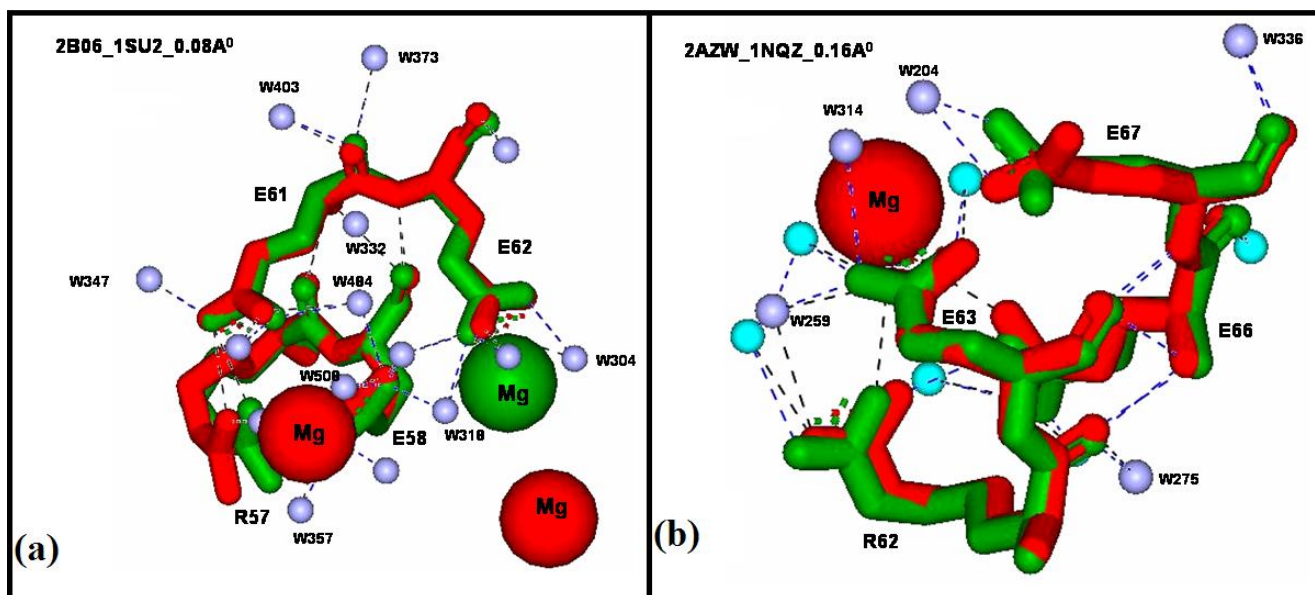 2B06_1SU2_0.08A⁰
W373
W403
E61
W332
E62
W347
W484
W304
W508
Mg
Mg
E58
W318
R57
W357
Mg
(a)
2AZW_1NQZ_0.16A⁰
W336
W204
W314
E67
Mg
W259
E63
E66
W275
R62
(b)